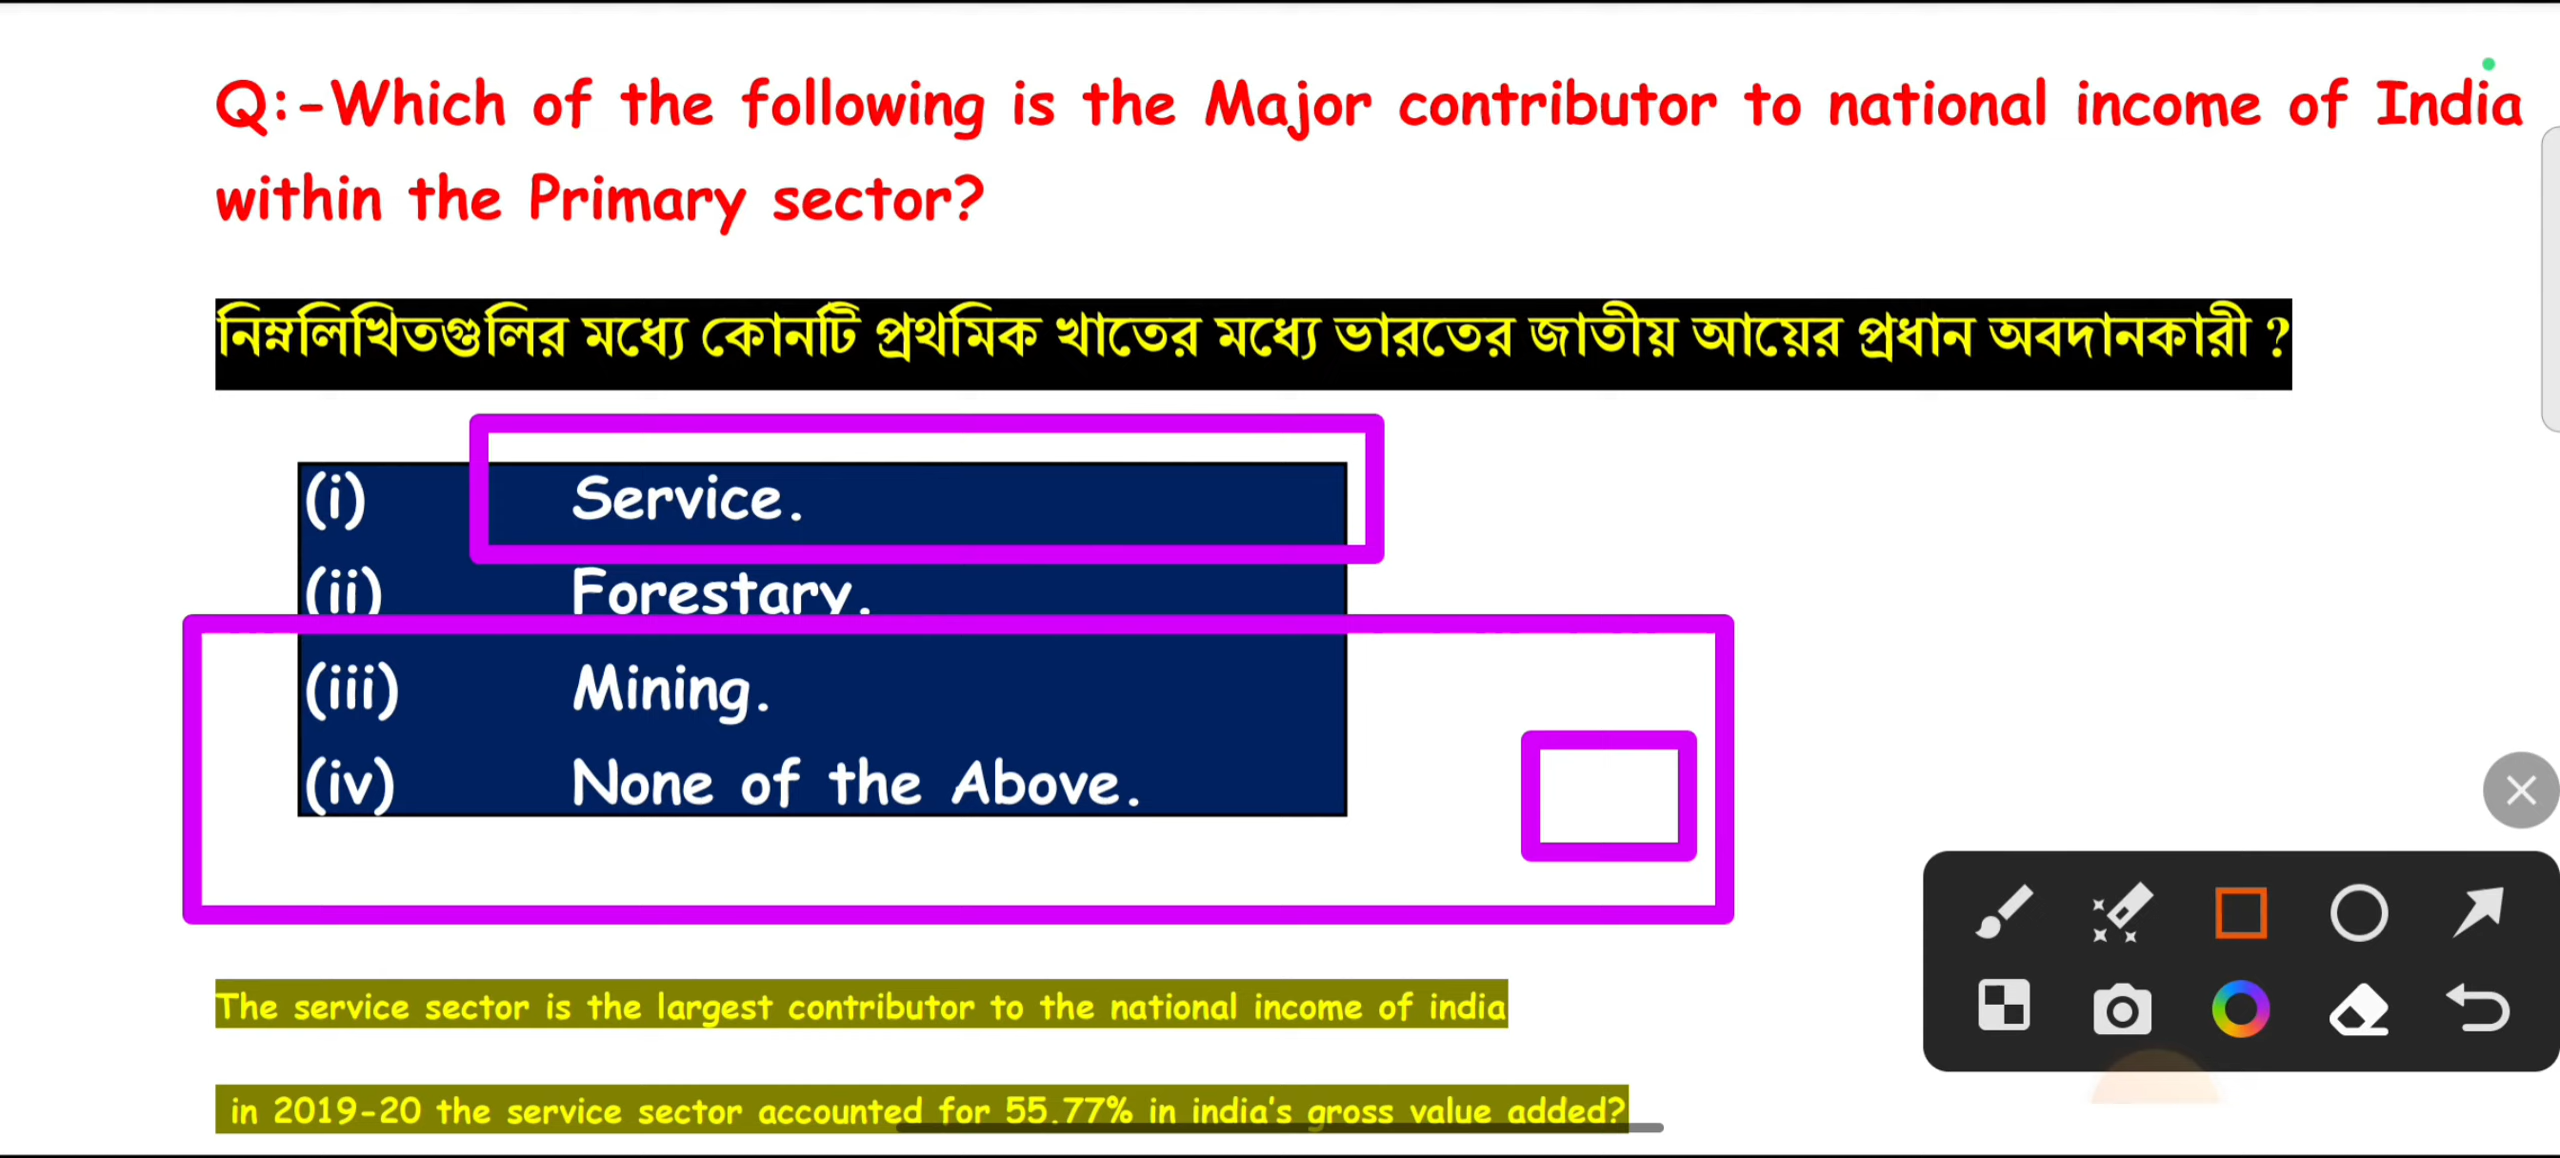 Q:-Which of the following is the Major contributor to national income of India
within the Primary sector?
নিম্নলিখিতগুলির মধ্যে কোনটি প্রথমিক খাতের মধ্যে ভারতের জাতীয় আয়ের প্রধান অবদানকারী ?
(i) Service.
(ii) Forestary.
(iii) Mining.
(iv) None of the Above.
The service sector is the largest contributor to the national income of india
in 2019-20 the service sector accounted for 55.77% in india's gross value added?